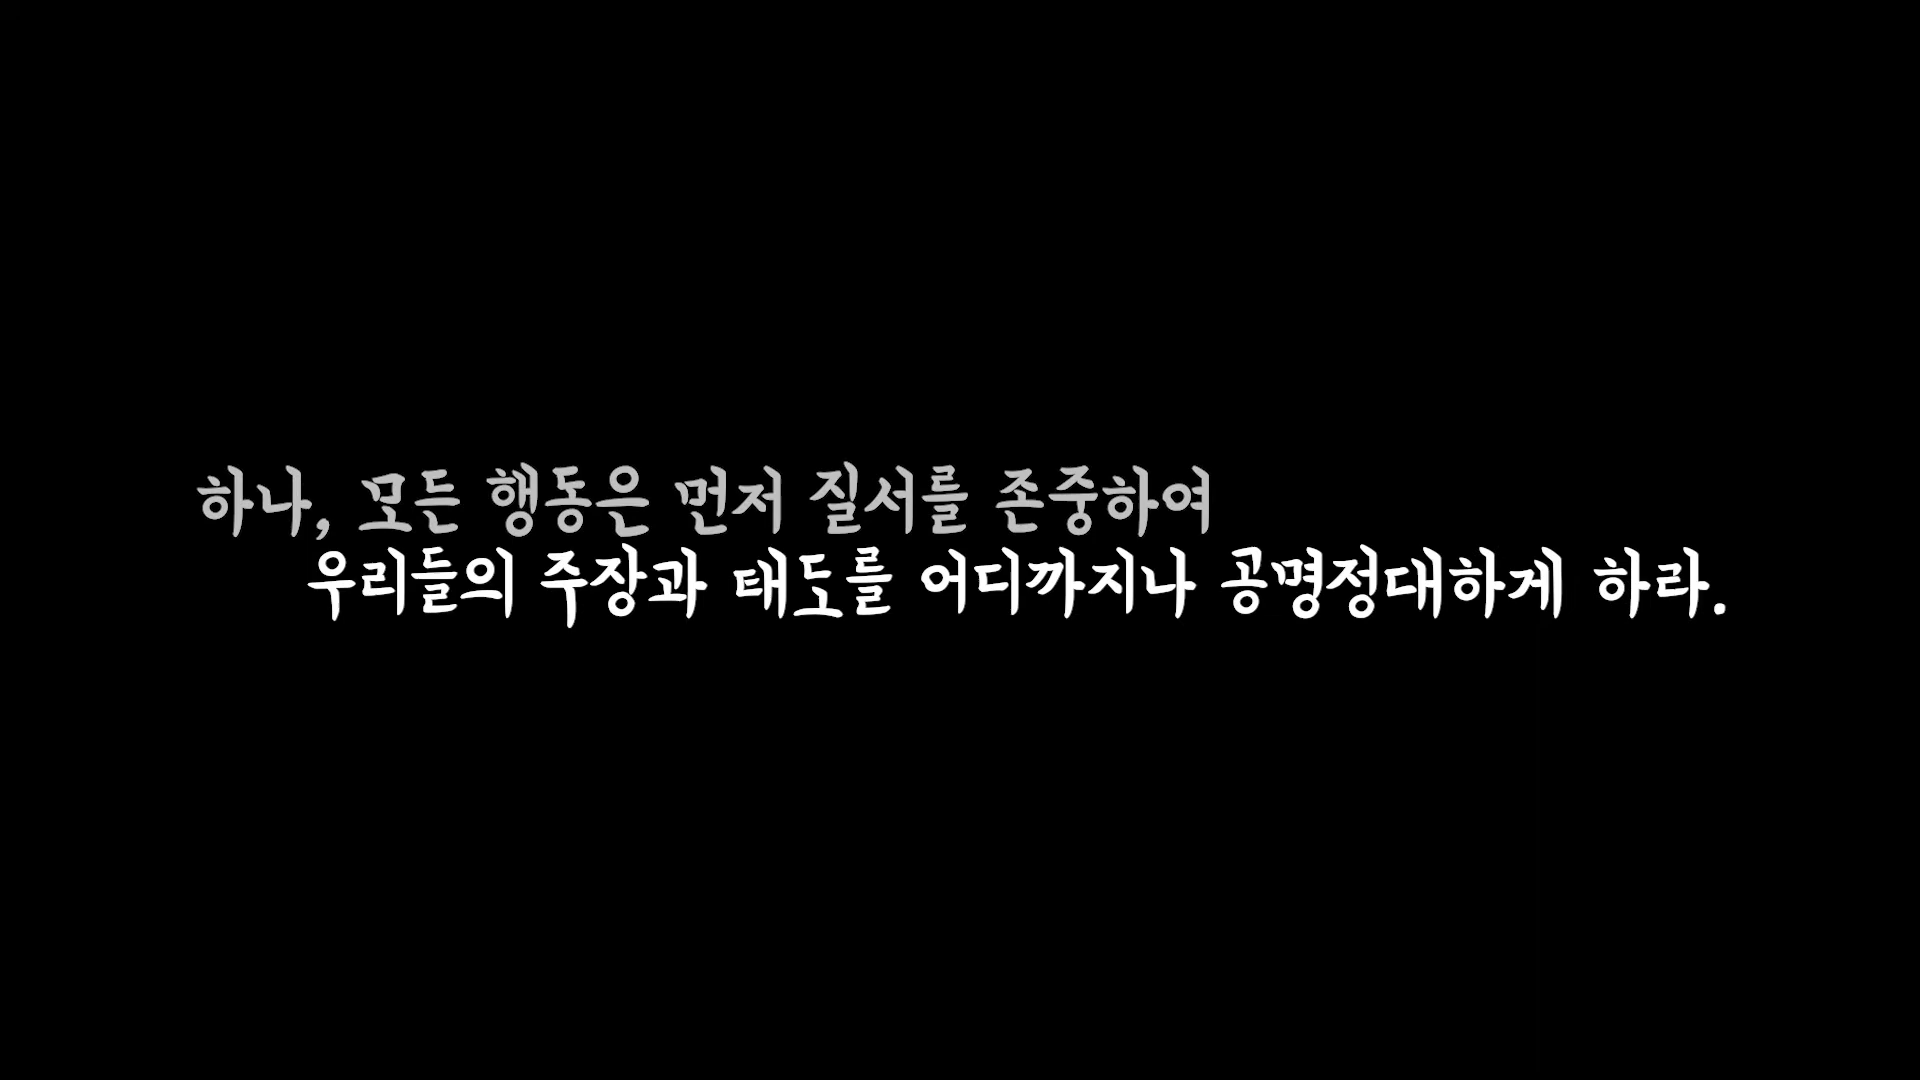 하나, 모든 행동은 먼저 질서를 존중하여
우리들의 주장과 태도를 어디까지나 공명정대하게 하라.